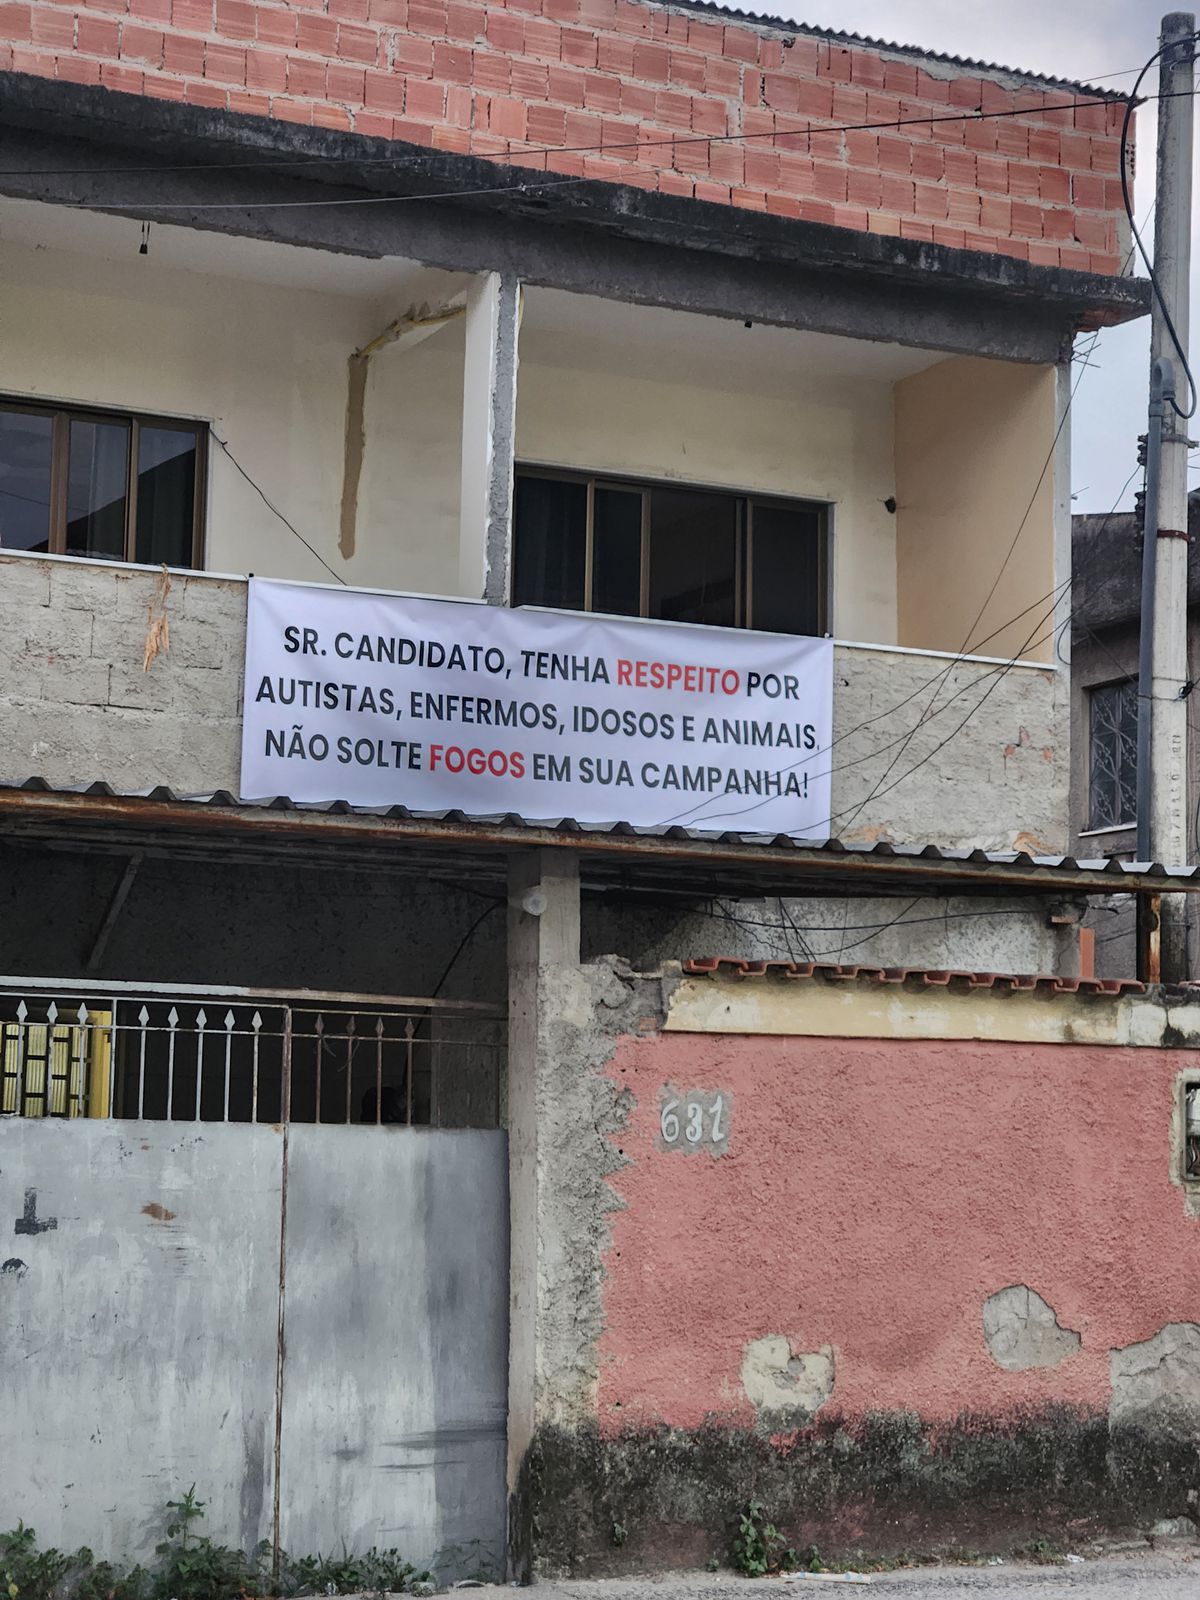 SR. CANDIDATO, TENHA RESPEITO POR
AUTISTAS, ENFERMOS, IDOSOS E ANIMAIS.
NÃO SOLTE FOGOS EM SUA CAMPANHA!
631